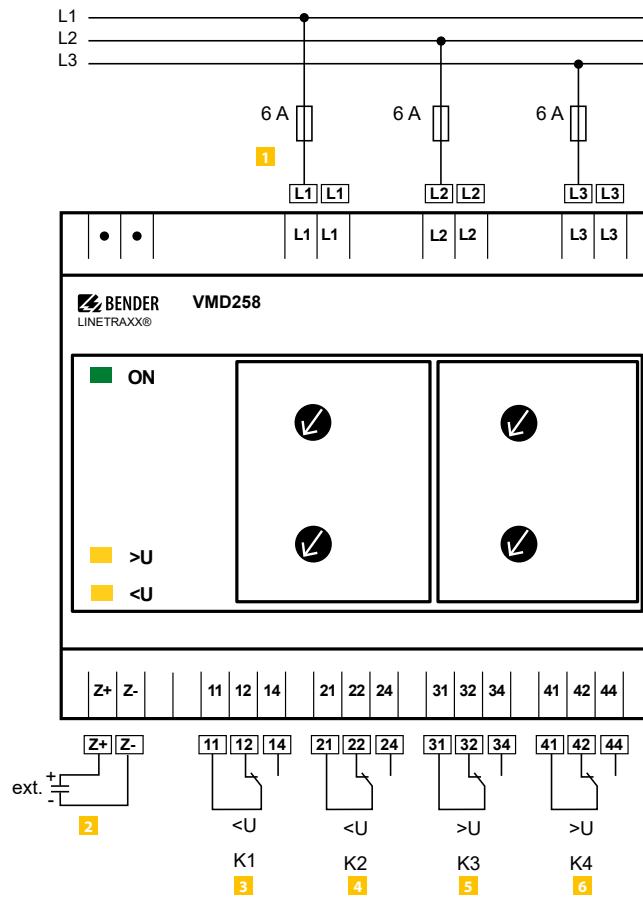 L1
L2
L3
6 A 6 A 6 A
1
L1 L1 L2 L2 L3 L3
• • L1 L1 L2 L2 L3 L3
BENDER VMD258
LINETRAXX®
ON
>U
<U
Z+ Z- 11 12 14 21 22 24 31 32 34 41 42 44
Z+ Z- 11 12 14 21 22 24 31 32 34 41 42 44
ext. + -
2
<U <U >U >U
K1 K2 K3 K4
3 4 5 6